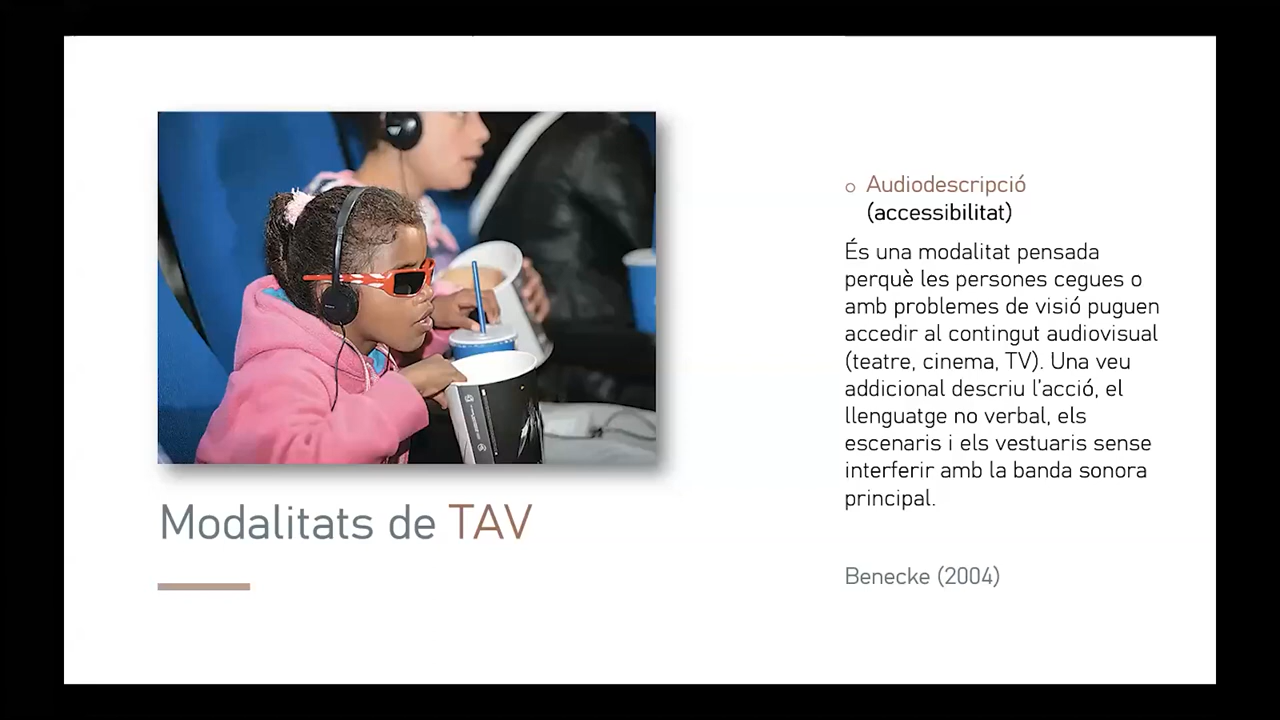 Modalitats de TAV
o Audiodescripció
(accessibilitat)
És una modalitat pensada
perquè les persones cegues o
amb problemes de visió puguen
accedir al contingut audiovisual
(teatre, cinema, TV). Una veu
addicional descriu l'acció, el
llenguatge no verbal, els
escenaris i els vestuaris sense
interferir amb la banda sonora
principal.
Benecke (2004)